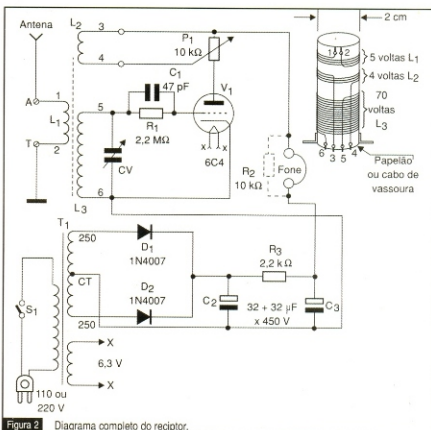 Antena
L2
3
4
P1
10 kΩ
C1
47 pF
V1
A
1
L1
T
2
5
R1
2,2 MΩ
CV
6C4
x x
6
L3
R2
10 kΩ
Fone
2 cm
1 2
5 voltas L1
4 voltas L2
70
voltas
L3
6 3 5 4
Papelão
ou cabo de
vassoura
T1
250
D1
1N4007
CT
D2
1N4007
250
S1
R3
2,2 kΩ
C2
32 + 32 µF
x 450 V
C3
X
6,3 V
X
110 ou
220 V
Figura 2 Diagrama completo do receptor.